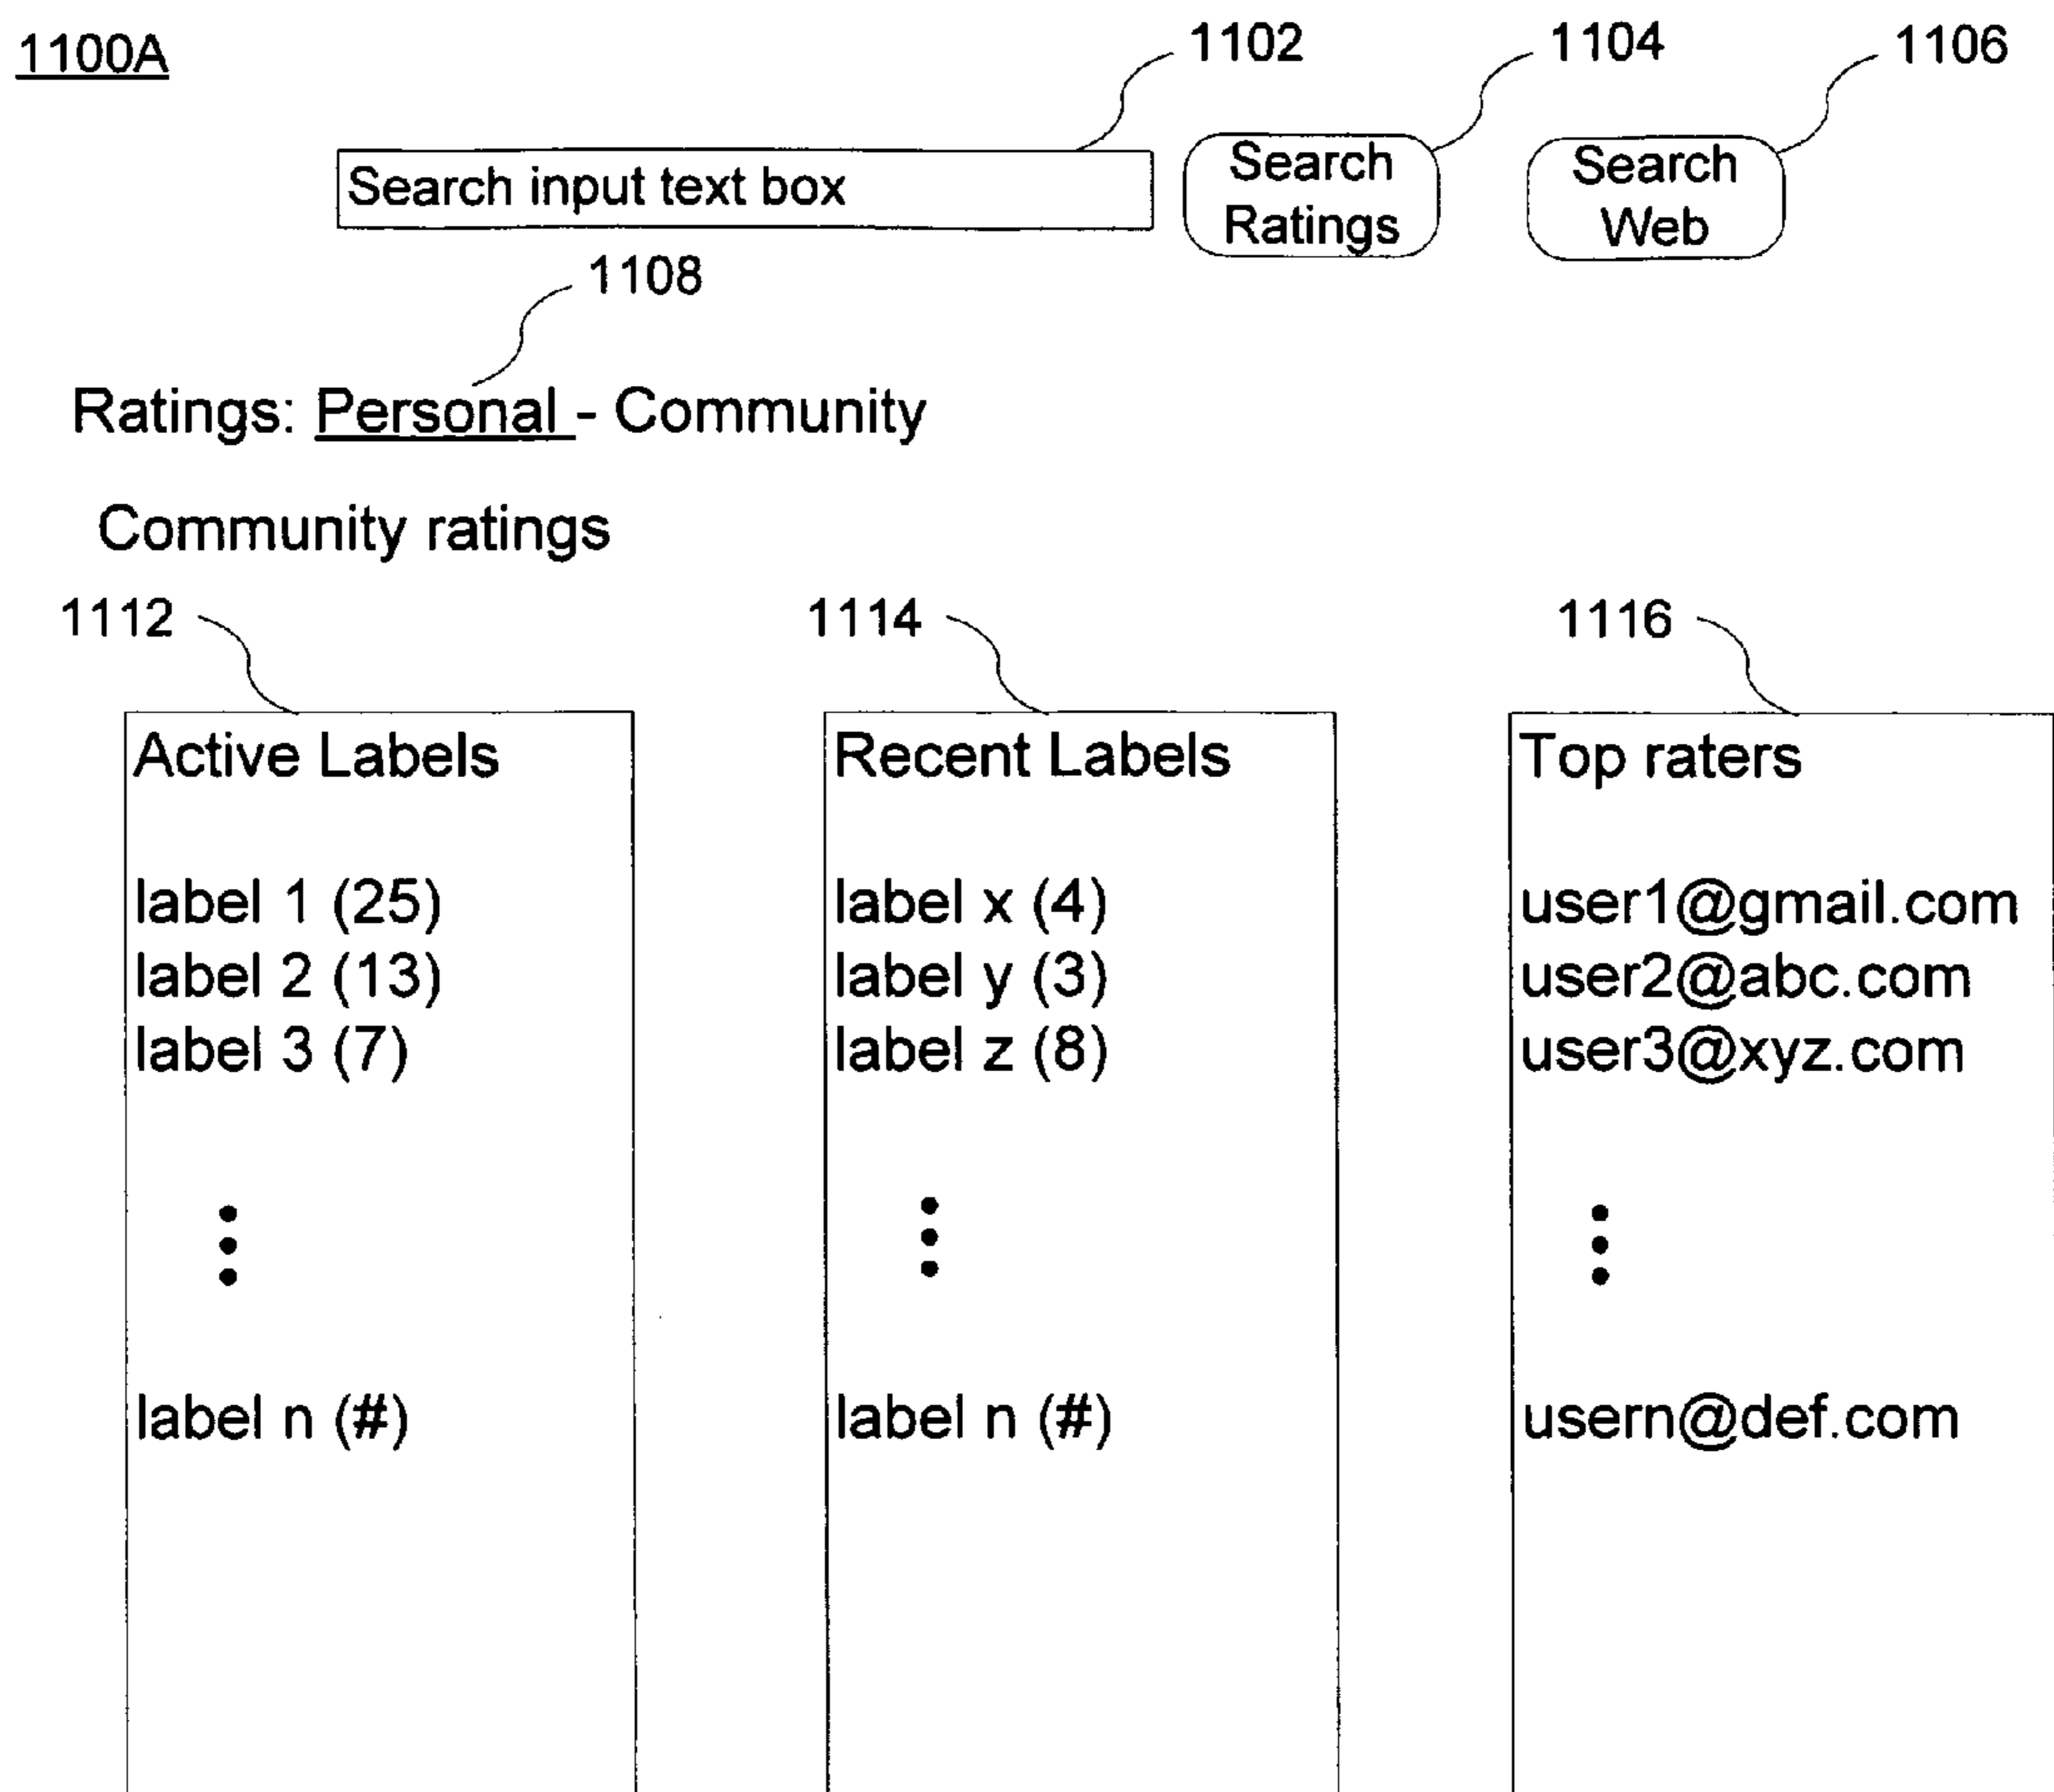 1100A
1102
1104
1106
Search input text box
Search
Ratings
Search
Web
1108
Ratings: Personal - Community
Community ratings
1112
1114
1116
Active Labels
label 1 (25)
label 2 (13)
label 3 (7)
label n (#)
Recent Labels
label x (4)
label y (3)
label z (8)
label n (#)
Top raters
user1@gmail.com
user2@abc.com
user3@xyz.com
usern@def.com